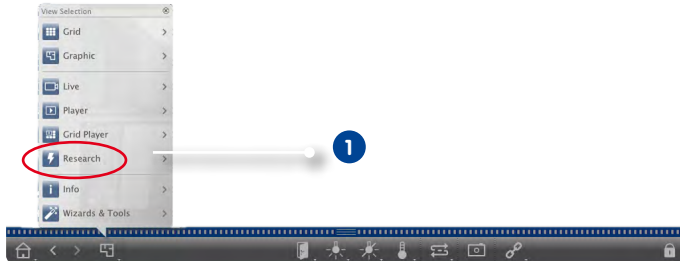 View Selection
Grid
Graphic
Live
Player
Grid Player
Research
Info
Wizards & Tools
1